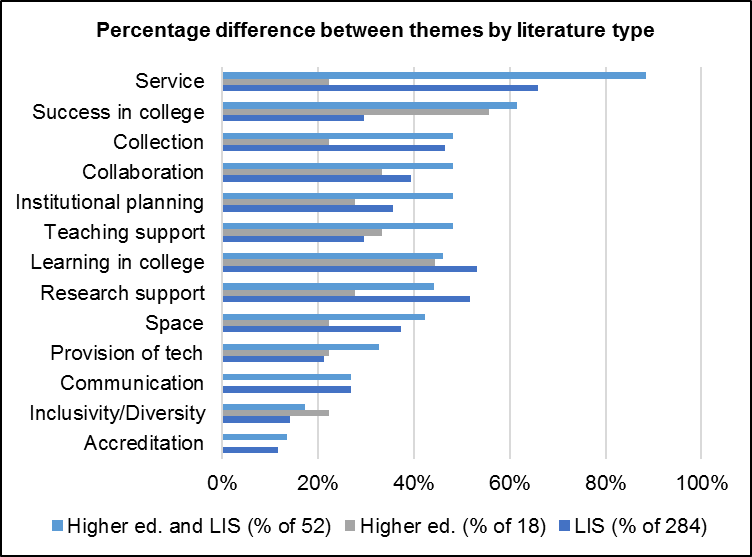 Percentage difference between themes by literature type
Service
Success in college
Collection
Collaboration
Institutional planning
Teaching support
Learning in college
Research support
Space
Provision of tech
Communication
Inclusivity/Diversity
Accreditation
0% 20% 40% 60% 80% 100%
Higher ed. and LIS (% of 52) Higher ed. (% of 18) LIS (% of 284)